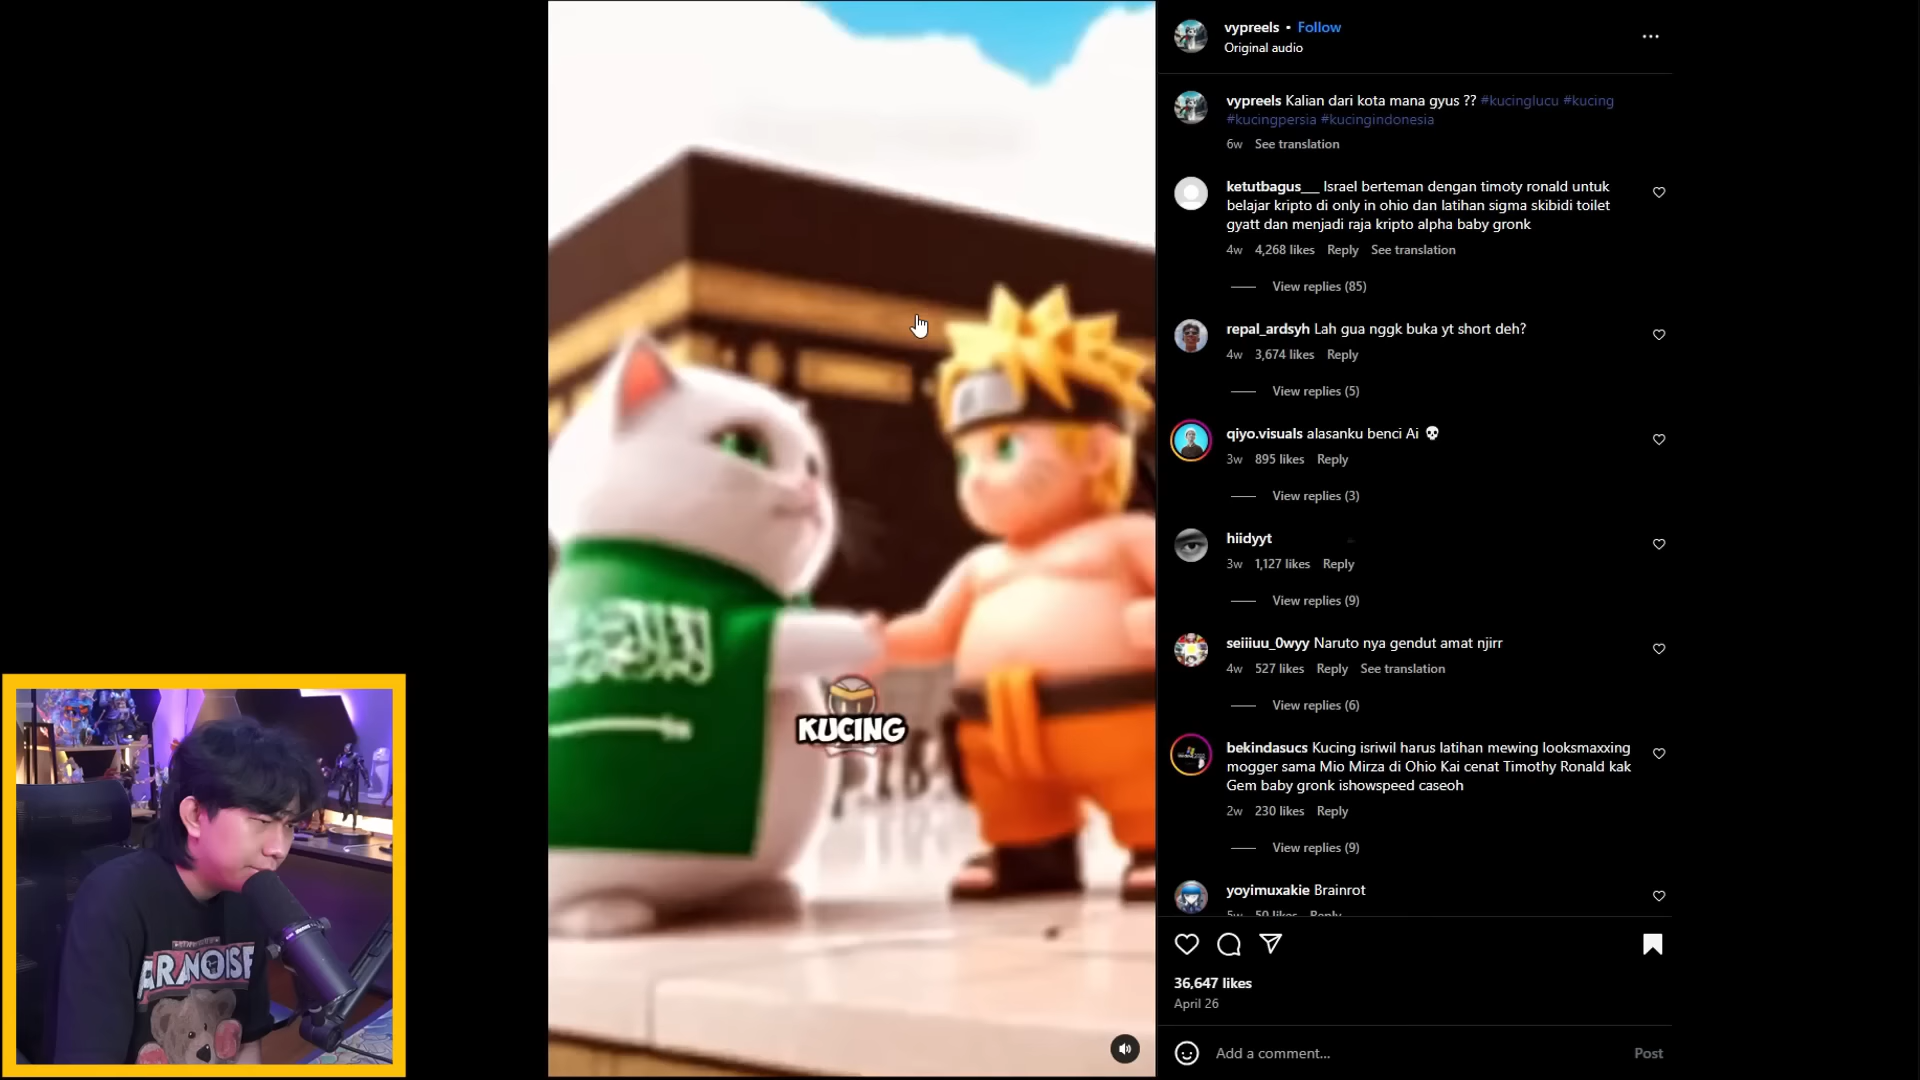 vypreels • Follow
Original audio
vypreels Kalian dari kota mana gyus ?? #kucinglucu #kucing
#kucingpersia #kucingindonesia
6w See translation
ketutbagus__ Israel berteman dengan timoty ronald untuk
belajar kripto di only in ohio dan latihan sigma skibidi toilet
gyatt dan menjadi raja kripto alpha baby gronk
4w 4,268 likes Reply See translation
View replies (85)
repal_ardsyh Lah gua nggk buka yt short deh?
4w 3,674 likes Reply
View replies (5)
qiyo.visuals alasanku benci Ai 💀
3w 895 likes Reply
View replies (3)
hiidyyt
3w 1,127 likes Reply
View replies (9)
seiiiuu_0wyy Naruto nya gendut amat njirr
4w 527 likes Reply See translation
View replies (6)
bekindasucs Kucing isriwil harus latihan mewing looksmaxxing
mogger sama Mio Mirza di Ohio Kai cenat Timothy Ronald kak
Gem baby gronk ishowspeed caseoh
2w 230 likes Reply
View replies (9)
yoyimuxakie Brainrot
5w 50 likes Reply
36,647 likes
April 26
Add a comment...
Post
KUCING
ARANOISE